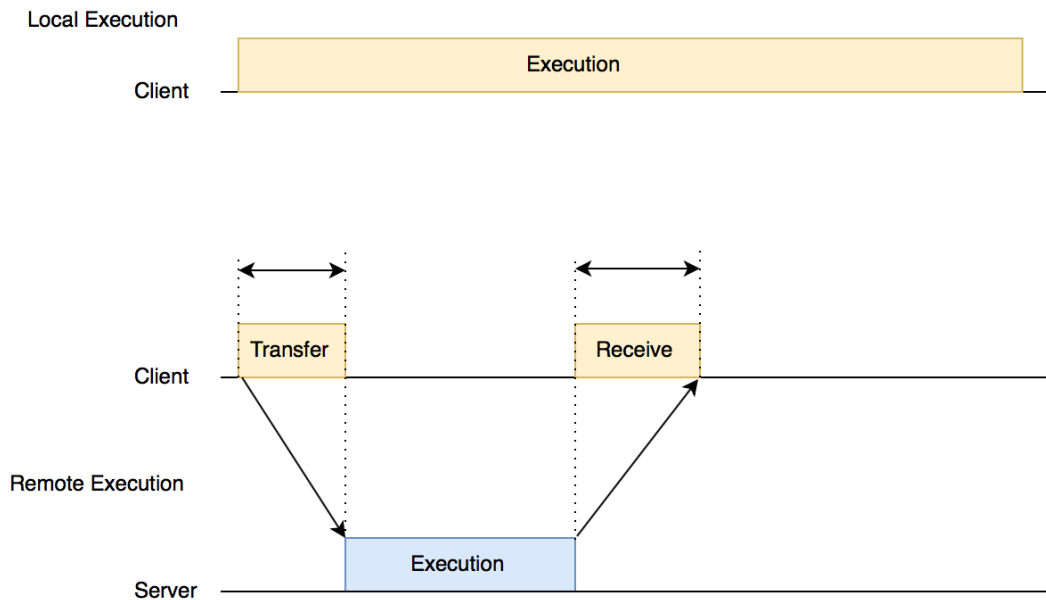 Local Execution
Execution
Client
Transfer
Receive
Client
Remote Execution
Execution
Server